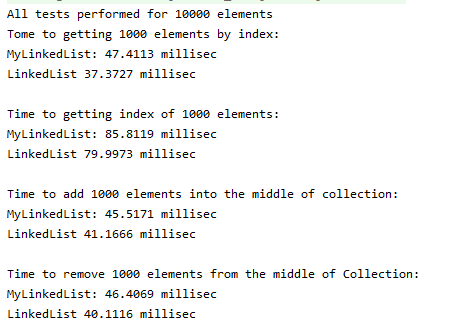 All tests performed for 10000 elements
Tome to getting 1000 elements by index:
MyLinkedList: 47.4113 millisec
LinkedList 37.3727 millisec
Time to getting index of 1000 elements:
MyLinkedList: 85.8119 millisec
LinkedList 79.9973 millisec
Time to add 1000 elements into the middle of collection:
MyLinkedList: 45.5171 millisec
LinkedList 41.1666 millisec
Time to remove 1000 elements from the middle of Collection:
MyLinkedList: 46.4069 millisec
LinkedList 40.1116 millisec